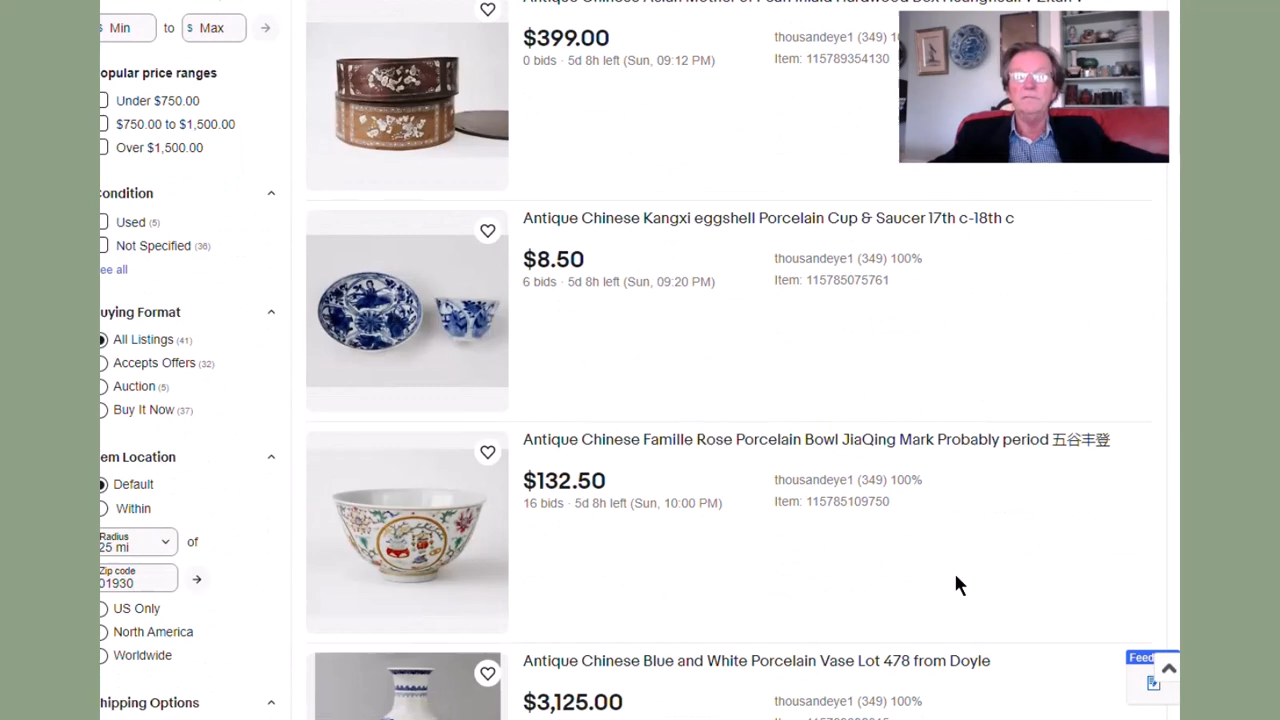 $ Min to $ Max
opular price ranges
Under $750.00
$750.00 to $1,500.00
Over $1,500.00
ondition
Used (5)
Not Specified (36)
ee all
uying Format
All Listings (41)
Accepts Offers (32)
Auction (5)
Buy It Now (37)
em Location
Default
Within
Radius
25 mi
of
Zip code
01930
US Only
North America
Worldwide
hipping Options
$399.00
thousandeye1 (349) 1
0 bids · 5d 8h left (Sun, 09:12 PM)
Item: 115789354130
Antique Chinese Kangxi eggshell Porcelain Cup & Saucer 17th c-18th c
$8.50
thousandeye1 (349) 100%
6 bids · 5d 8h left (Sun, 09:20 PM)
Item: 115785075761
Antique Chinese Famille Rose Porcelain Bowl JiaQing Mark Probably period 五谷丰登
$132.50
thousandeye1 (349) 100%
16 bids · 5d 8h left (Sun, 10:00 PM)
Item: 115785109750
Antique Chinese Blue and White Porcelain Vase Lot 478 from Doyle
$3,125.00
thousandeye1 (349) 100%
Feed